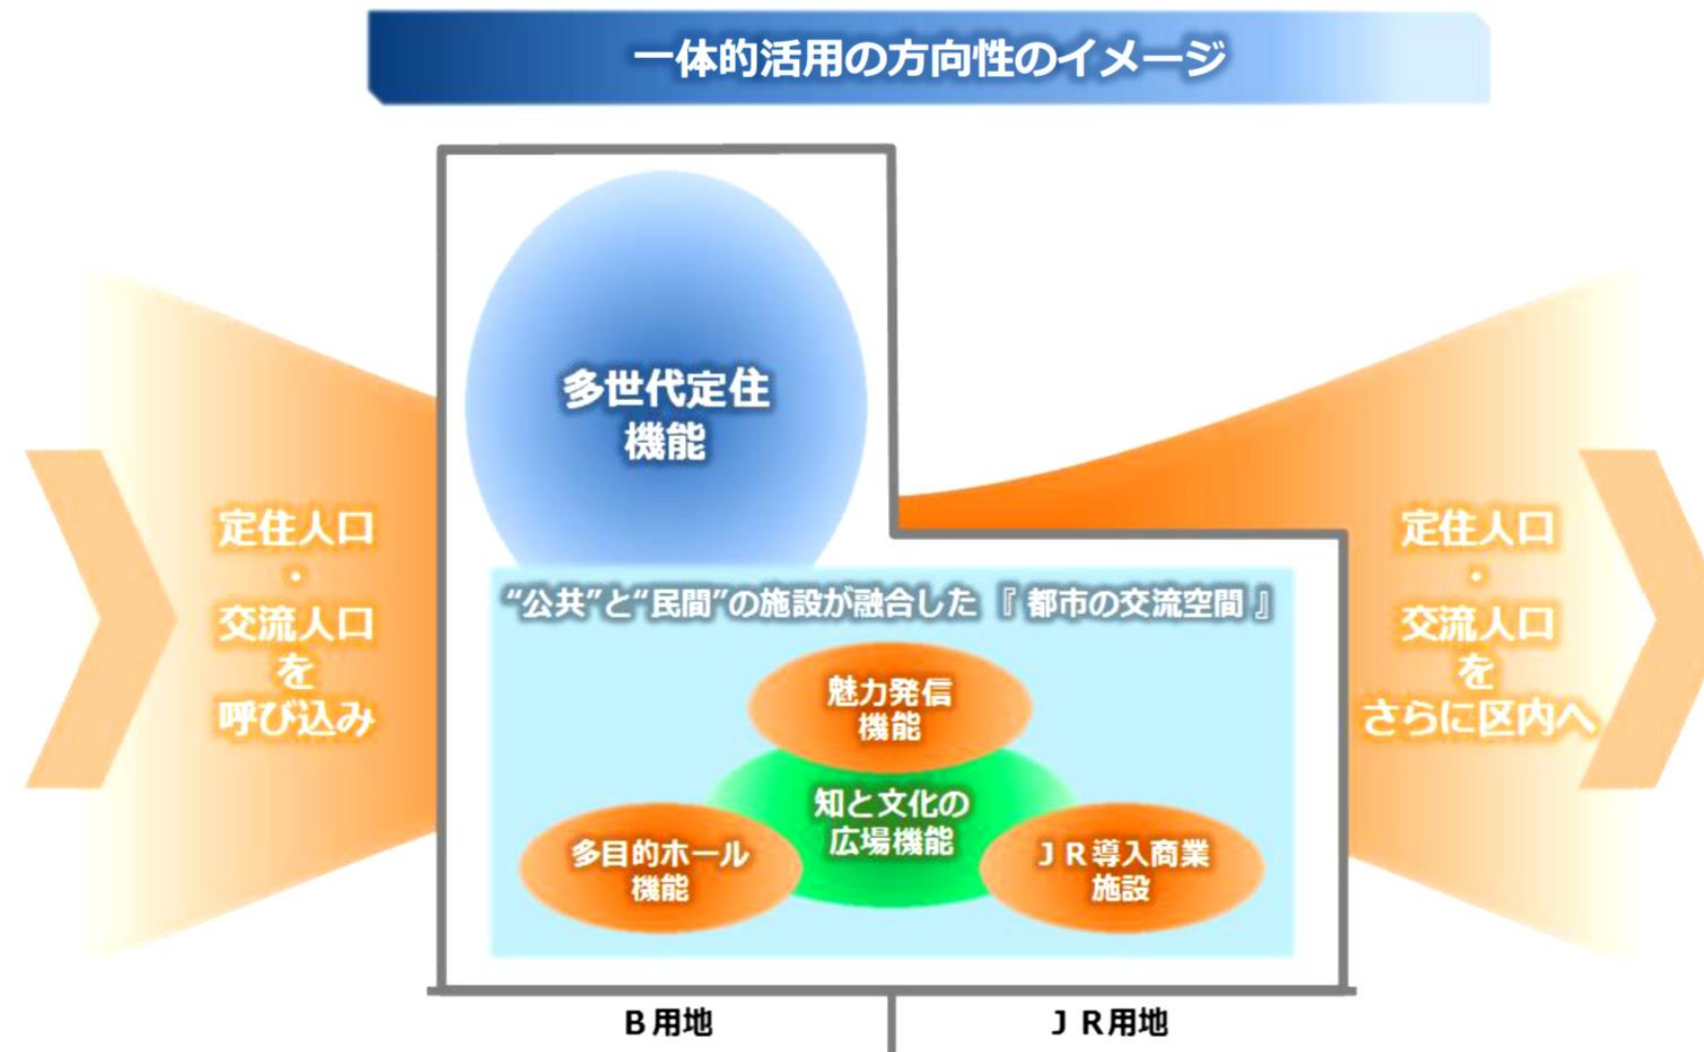 一体的活用の方向性のイメージ
多世代定住
機能
定住人口
・
交流人口
を
呼び込み
“公共”と“民間”の施設が融合した『都市の交流空間』
魅力発信
機能
知と文化の
広場機能
多目的ホール
機能
JR導入商業
施設
定住人口
・
交流人口
を
さらに区内へ
B用地
JR用地